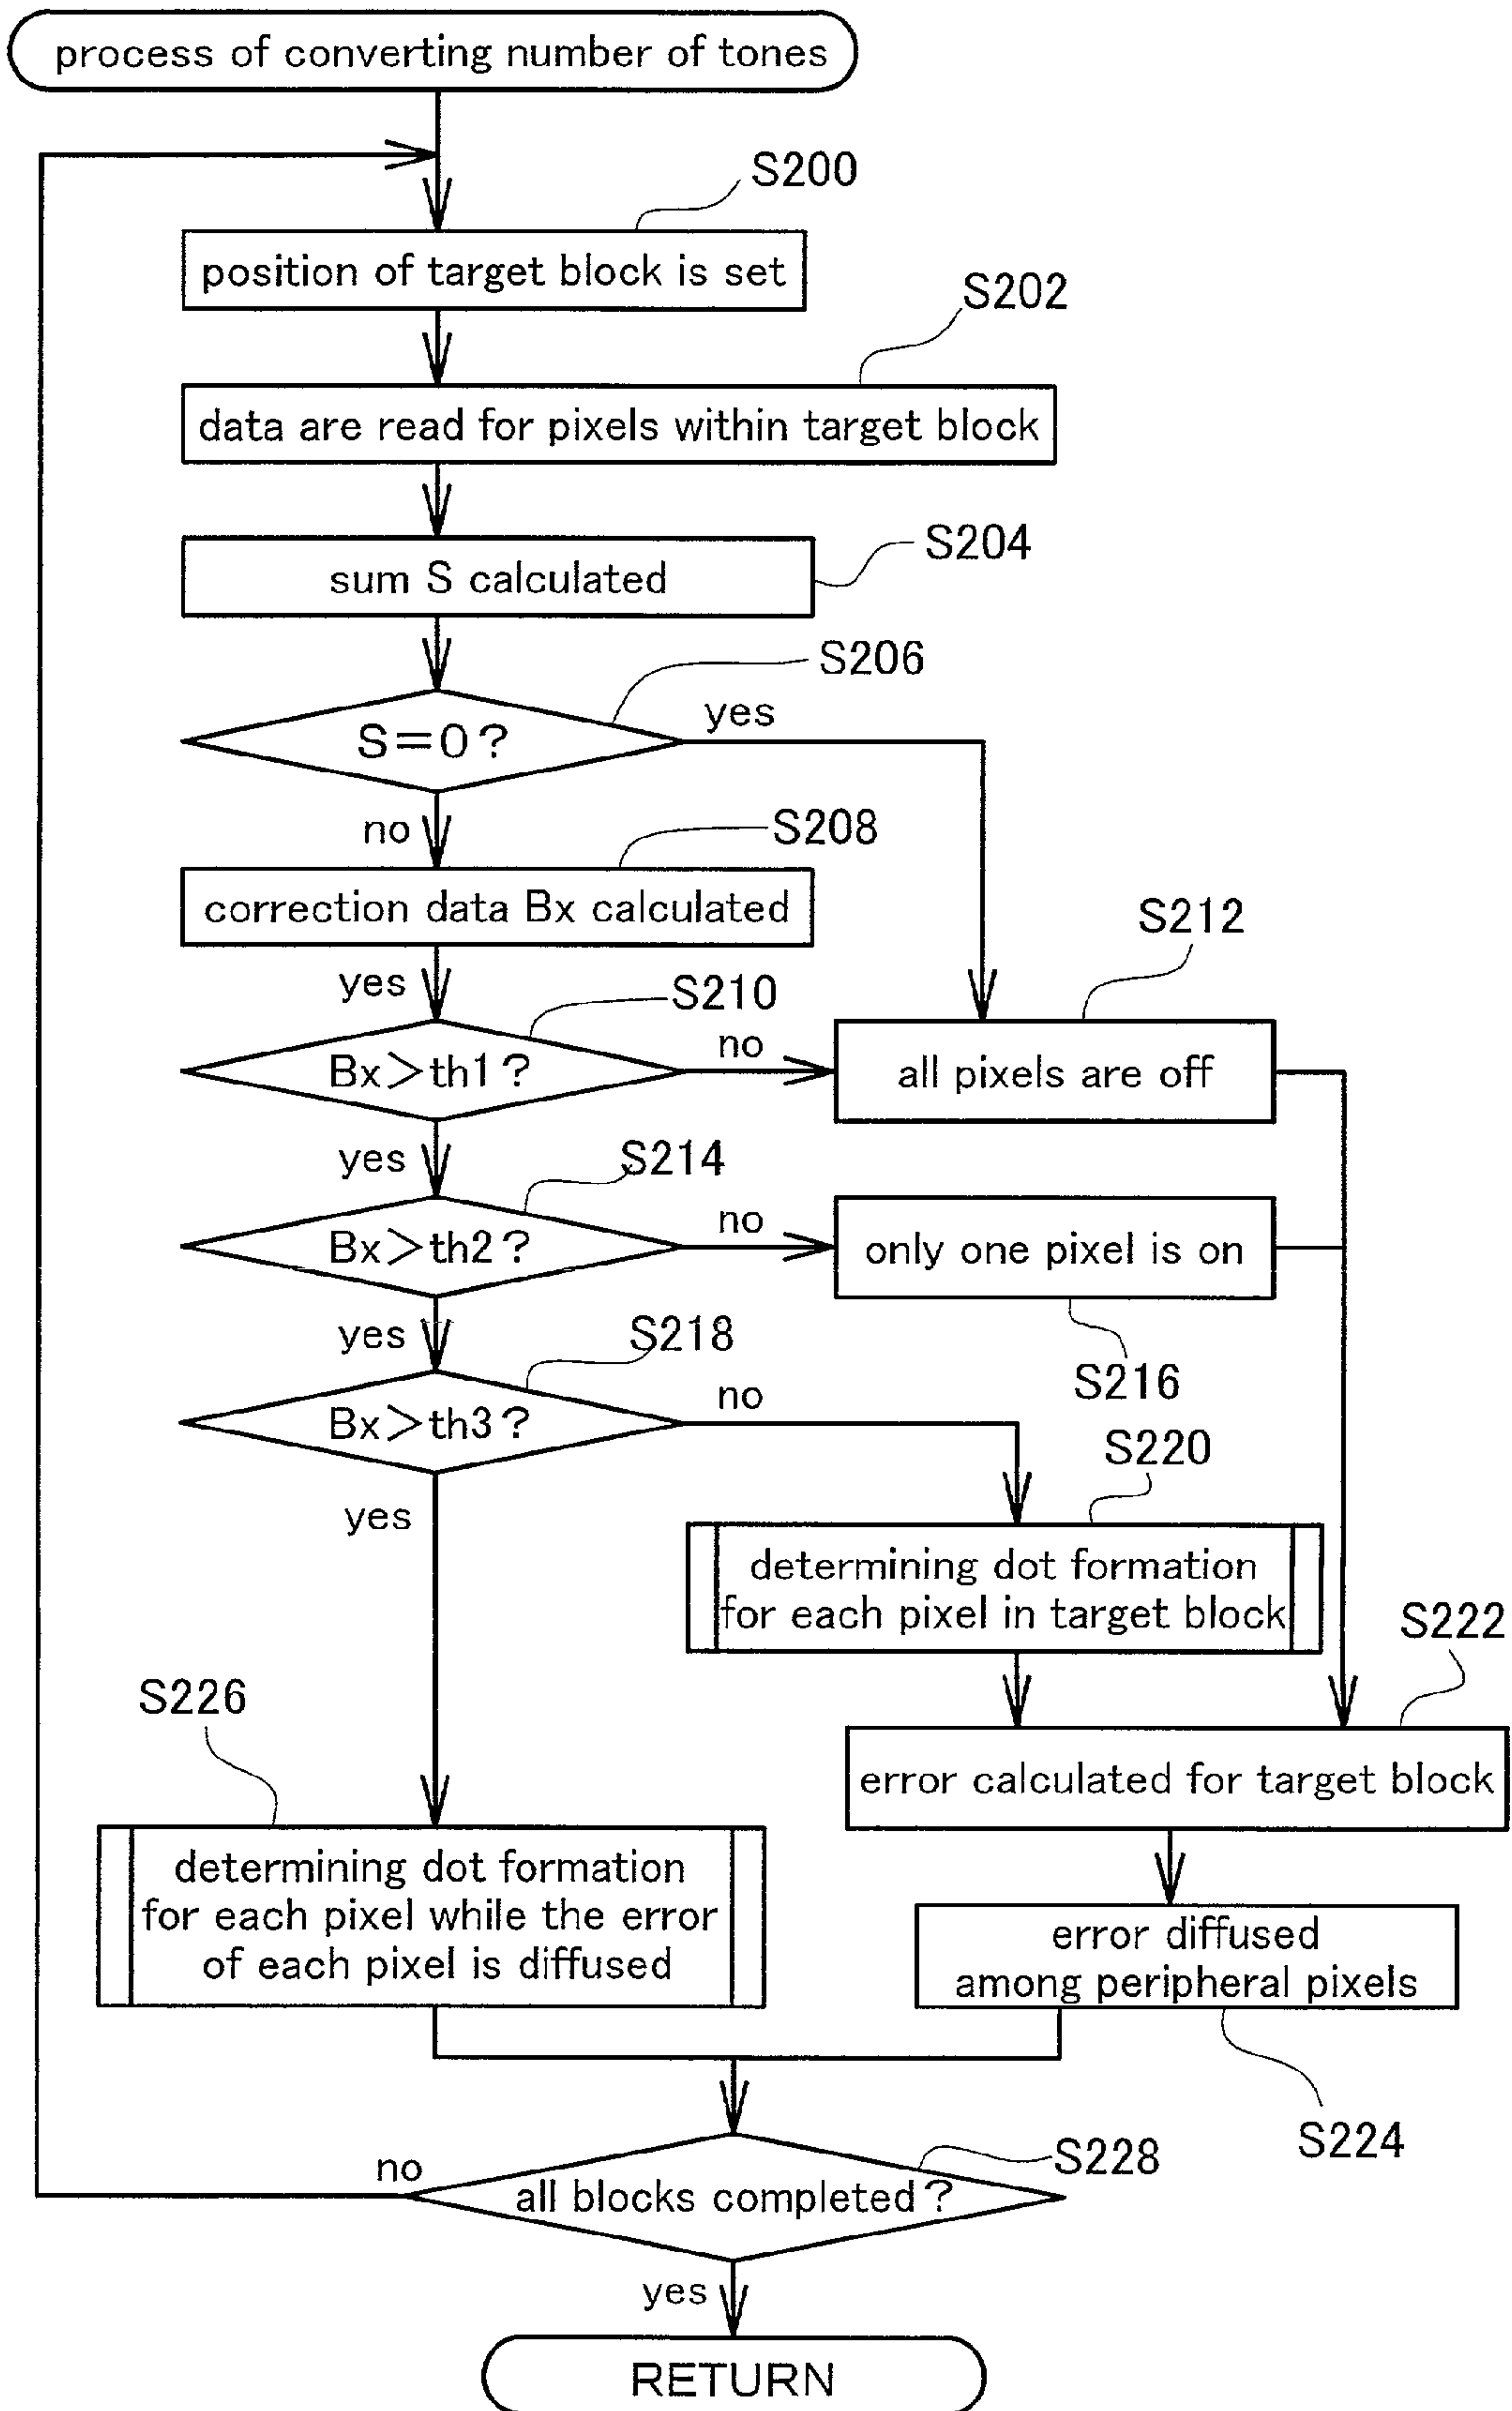 process of converting number of tones
S200
position of target block is set
S202
data are read for pixels within target block
S204
sum S calculated
S206
S=0?
yes
no
S208
correction data Bx calculated
yes
S210
Bx>th1?
no
S212
all pixels are off
yes
S214
Bx>th2?
no
only one pixel is on
S216
yes
S218
Bx>th3?
no
yes
S220
determining dot formation
for each pixel in target block
S222
error calculated for target block
S226
determining dot formation
for each pixel while the error
of each pixel is diffused
error diffused
among peripheral pixels
S224
S228
all blocks completed?
no
yes
RETURN